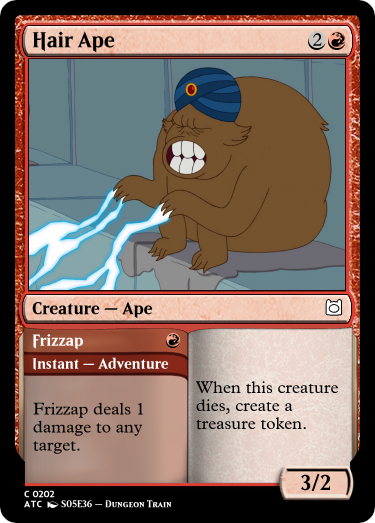 Hair Ape 2
Creature — Ape
Frizzap
Instant — Adventure
Frizzap deals 1
damage to any
target.
When this creature
dies, create a
treasure token.
3/2
C 0202
ATC S05E36 – Dungeon Train